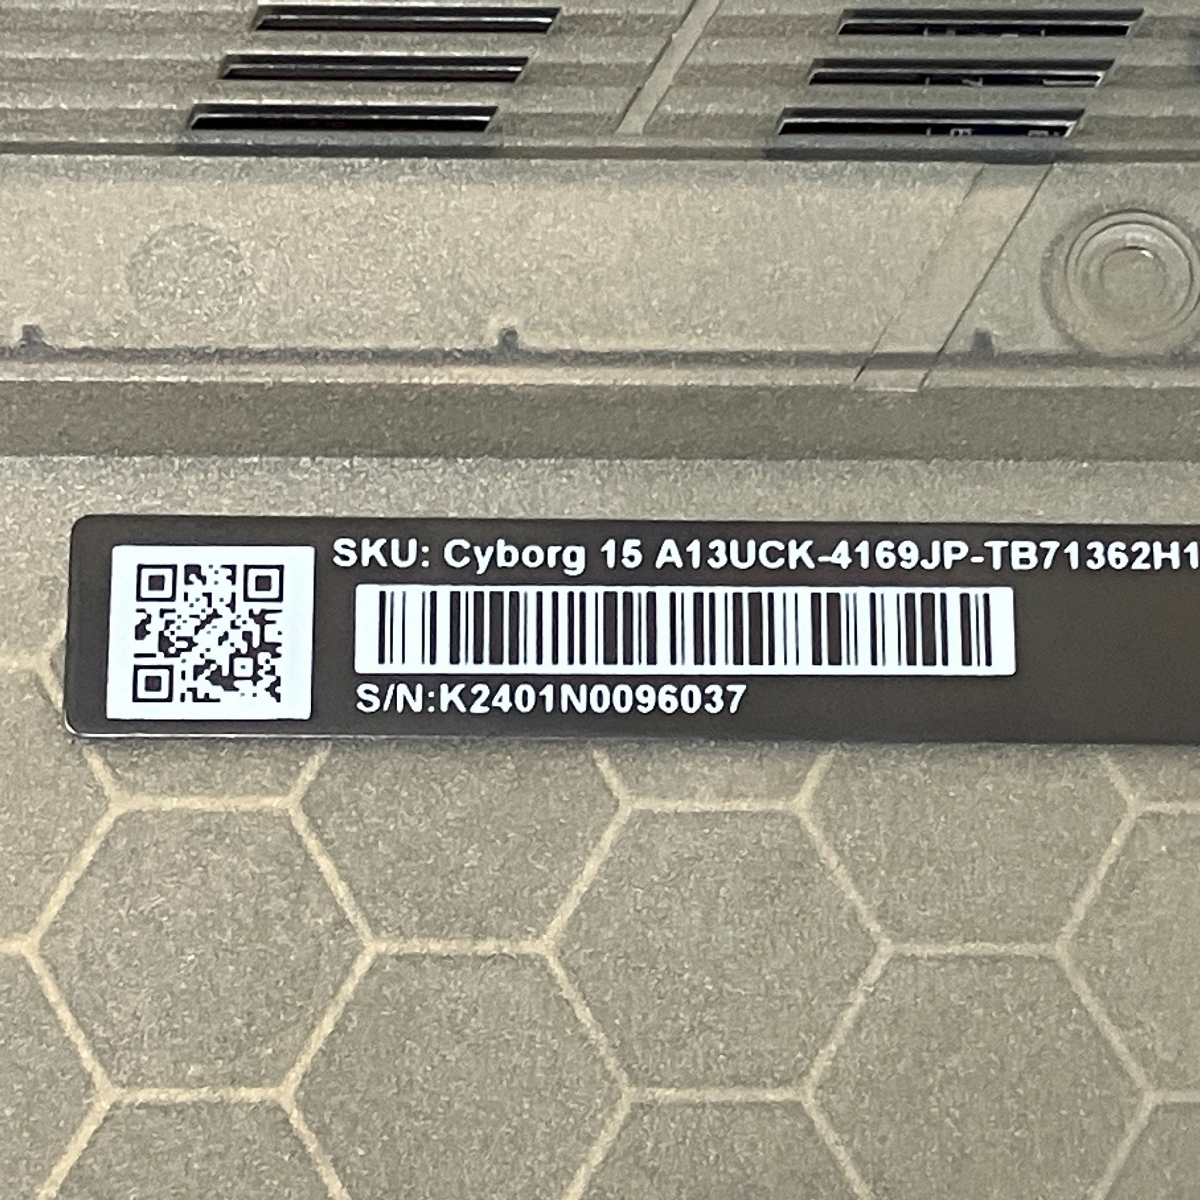 SKU: Cyborg 15 A13UCK-4169JP-TB71362H1
S/N:K2401N0096037